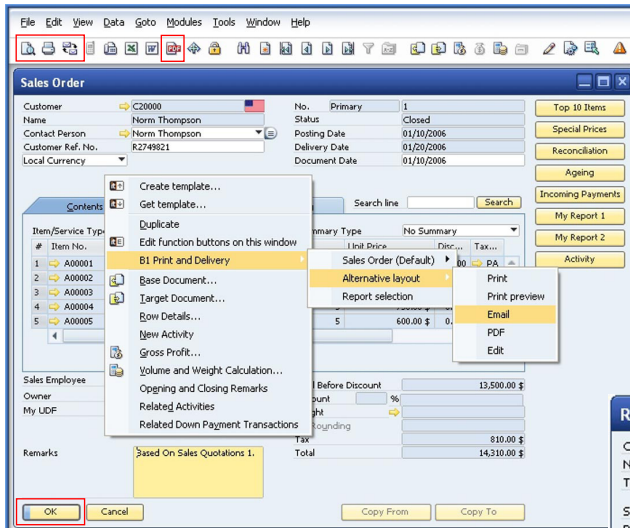 File Edit View Data Goto Modules Tools Window Help
PDF
Sales Order
Customer C20000
Name Norm Thompson
Contact Person Norm Thompson
Customer Ref. No. R2749821
Local Currency
No. Primary 1
Status Closed
Posting Date 01/10/2006
Delivery Date 01/20/2006
Document Date 01/10/2006
Top 10 Items
Special Prices
Reconciliation
Ageing
Incoming Payments
My Report 1
My Report 2
Activity
Contents
Search line Search
Item/Service Type
Summary Type No Summary
# Item No. Unit Price Disc... Tax...
1 A00001 PA
2 A00002
3 A00003
4 A00004
5 A00005 5 600.00 $ 0.
Create template...
Get template...
Duplicate
Edit function buttons on this window
B1 Print and Delivery
Base Document...
Target Document...
Row Details...
New Activity
Gross Profit...
Volume and Weight Calculation...
Opening and Closing Remarks
Related Activities
Related Down Payment Transactions
Sales Order (Default)
Alternative layout
Report selection
Print
Print preview
Email
PDF
Edit
Sales Employee
Owner
My UDF
Before Discount 13,500.00 $
%
Rounding
Tax 810.00 $
Total 14,310.00 $
Remarks Based On Sales Quotations 1.
OK Cancel Copy From Copy To
R